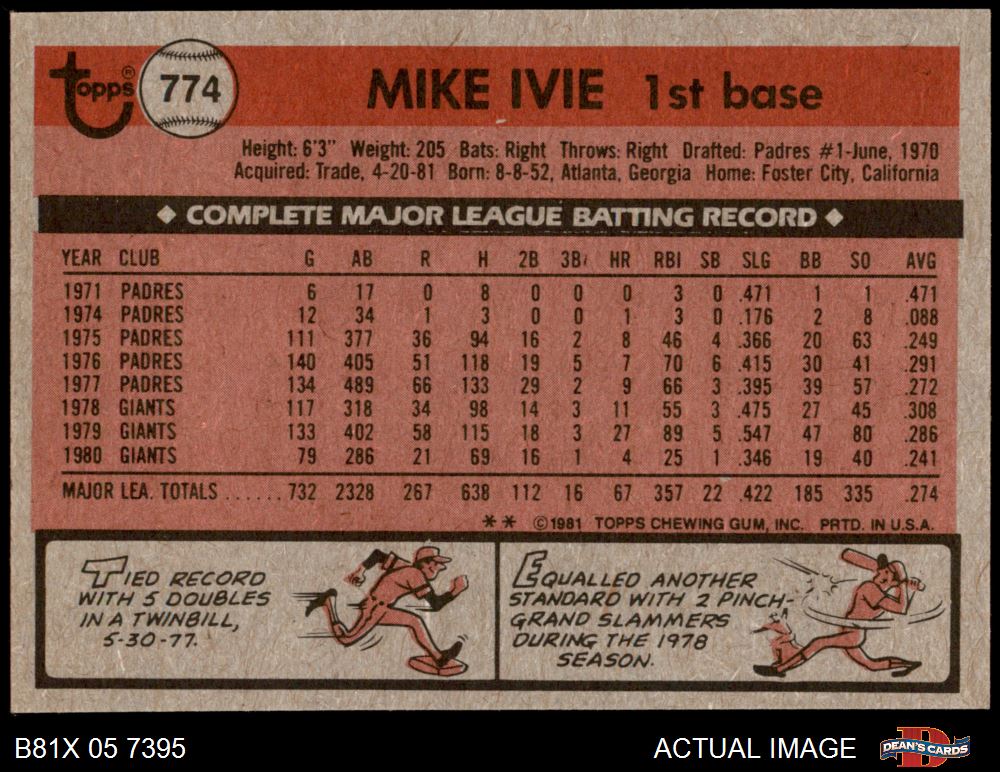 topps® 774 MIKE IVIE 1st base
Height: 6'3" Weight: 205 Bats: Right Throws: Right Drafted: Padres #1-June, 1970
Acquired: Trade, 4-20-81 Born: 8-8-52, Atlanta, Georgia Home: Foster City, California
◆ COMPLETE MAJOR LEAGUE BATTING RECORD ◆
YEAR CLUB G AB R H 2B 3B HR RBI SB SLG BB SO AVG
1971 PADRES 6 17 0 8 0 0 0 3 0 .471 1 1 .471
1974 PADRES 12 34 1 3 0 0 1 3 0 .176 2 8 .088
1975 PADRES 111 377 36 94 16 2 8 46 4 .366 20 63 .249
1976 PADRES 140 405 51 118 19 5 7 70 6 .415 30 41 .291
1977 PADRES 134 489 66 133 29 2 9 66 3 .395 39 57 .272
1978 GIANTS 117 318 34 98 14 3 11 55 3 .475 27 45 .308
1979 GIANTS 133 402 58 115 18 3 27 89 5 .547 47 80 .286
1980 GIANTS 79 286 21 69 16 1 4 25 1 .346 19 40 .241
MAJOR LEA. TOTALS ...... 732 2328 267 638 112 16 67 357 22 .422 185 335 .274
** ©1981 TOPPS CHEWING GUM, INC. PRTD. IN U.S.A.
TIED RECORD
WITH 5 DOUBLES
IN A TWINBILL,
5-30-77.
EQUALLED ANOTHER
STANDARD WITH 2 PINCH-
GRAND SLAMMERS
DURING THE 1978
SEASON.
B81X 05 7395 ACTUAL IMAGE DEAN'S CARDS